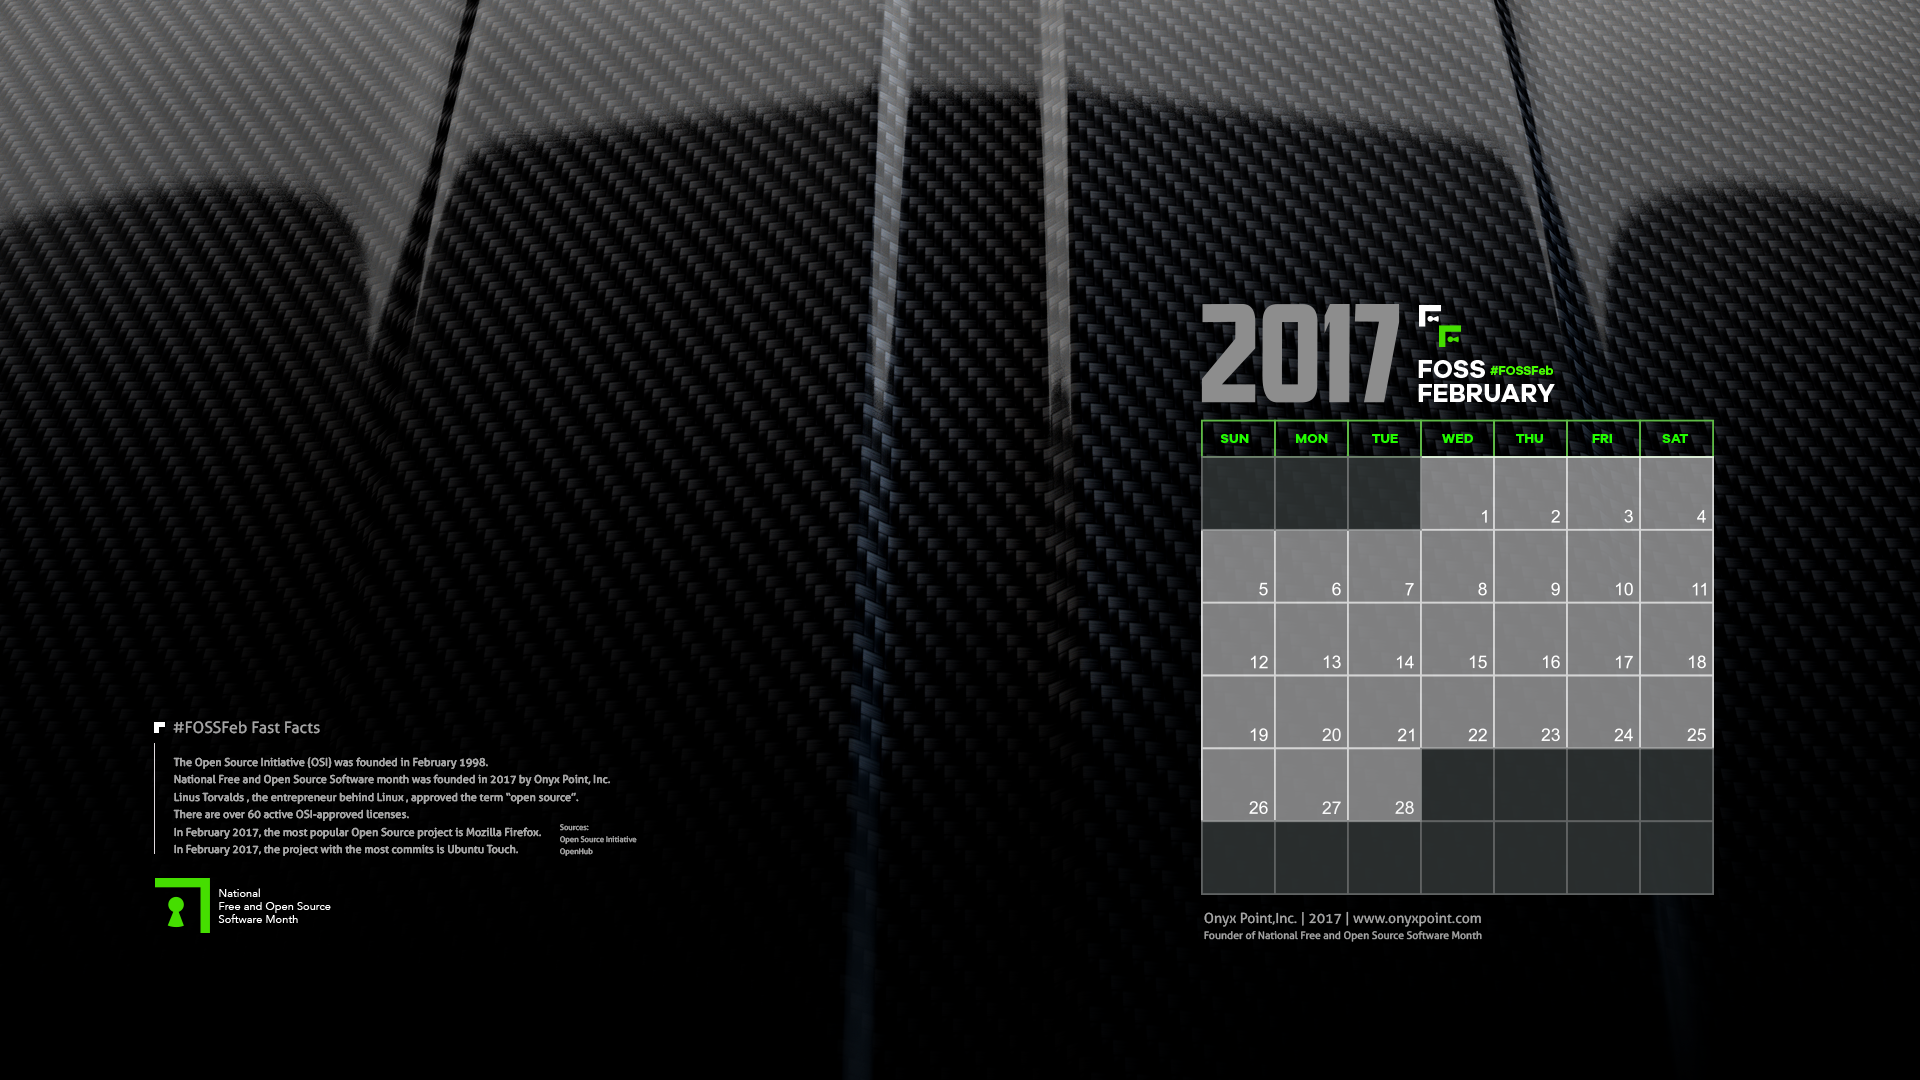 2017
FOSS #FOSSFeb
FEBRUARY
SUN MON TUE WED THU FRI SAT
1 2 3 4
5 6 7 8 9 10 11
12 13 14 15 16 17 18
19 20 21 22 23 24 25
26 27 28
Onyx Point,Inc. | 2017 | www.onyxpoint.com
Founder of National Free and Open Source Software Month
#FOSSFeb Fast Facts
The Open Source Initiative (OSI) was founded in February 1998.
National Free and Open Source Software month was founded in 2017 by Onyx Point, Inc.
Linus Torvalds , the entrepreneur behind Linux , approved the term “open source”.
There are over 60 active OSI-approved licenses.
In February 2017, the most popular Open Source project is Mozilla Firefox.
In February 2017, the project with the most commits is Ubuntu Touch.
Sources:
Open Source Initiative
OpenHub
National
Free and Open Source
Software Month